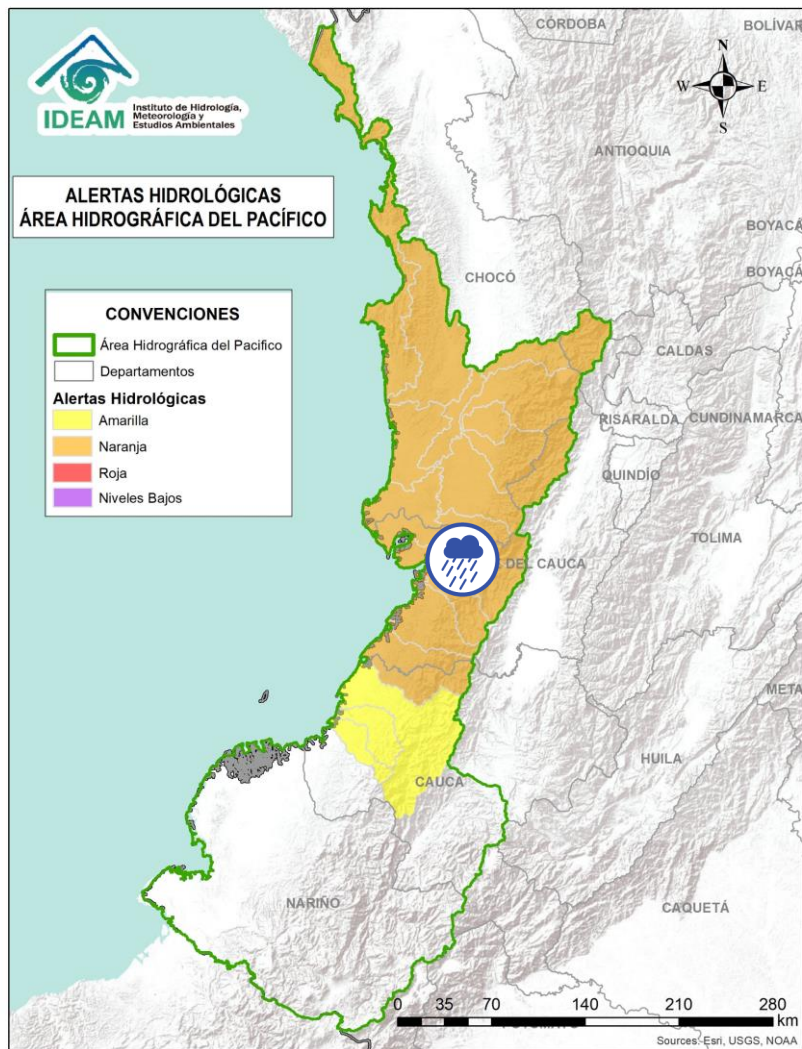 IDEAM
Instituto de Hidrología,
Meteorología y
Estudios Ambientales
ALERTAS HIDROLÓGICAS
ÁREA HIDROGRÁFICA DEL PACÍFICO
CONVENCIONES
Área Hidrográfica del Pacifico
Departamentos
Alertas Hidrológicas
Amarilla
Naranja
Roja
Niveles Bajos
N
W
E
S
CÓRDOBA
BOLÍVAR
ANTIOQUIA
BOYACÁ
BOYACÁ
CHOCÓ
CALDAS
RISARALDA
CUNDINAMARCA
QUINDÍO
TOLIMA
DEL CAUCA
META
HUILA
CAUCA
NARIÑO
CAQUETÁ
0 35 70 140 210 280
km
Sources: Esri, USGS, NOAA